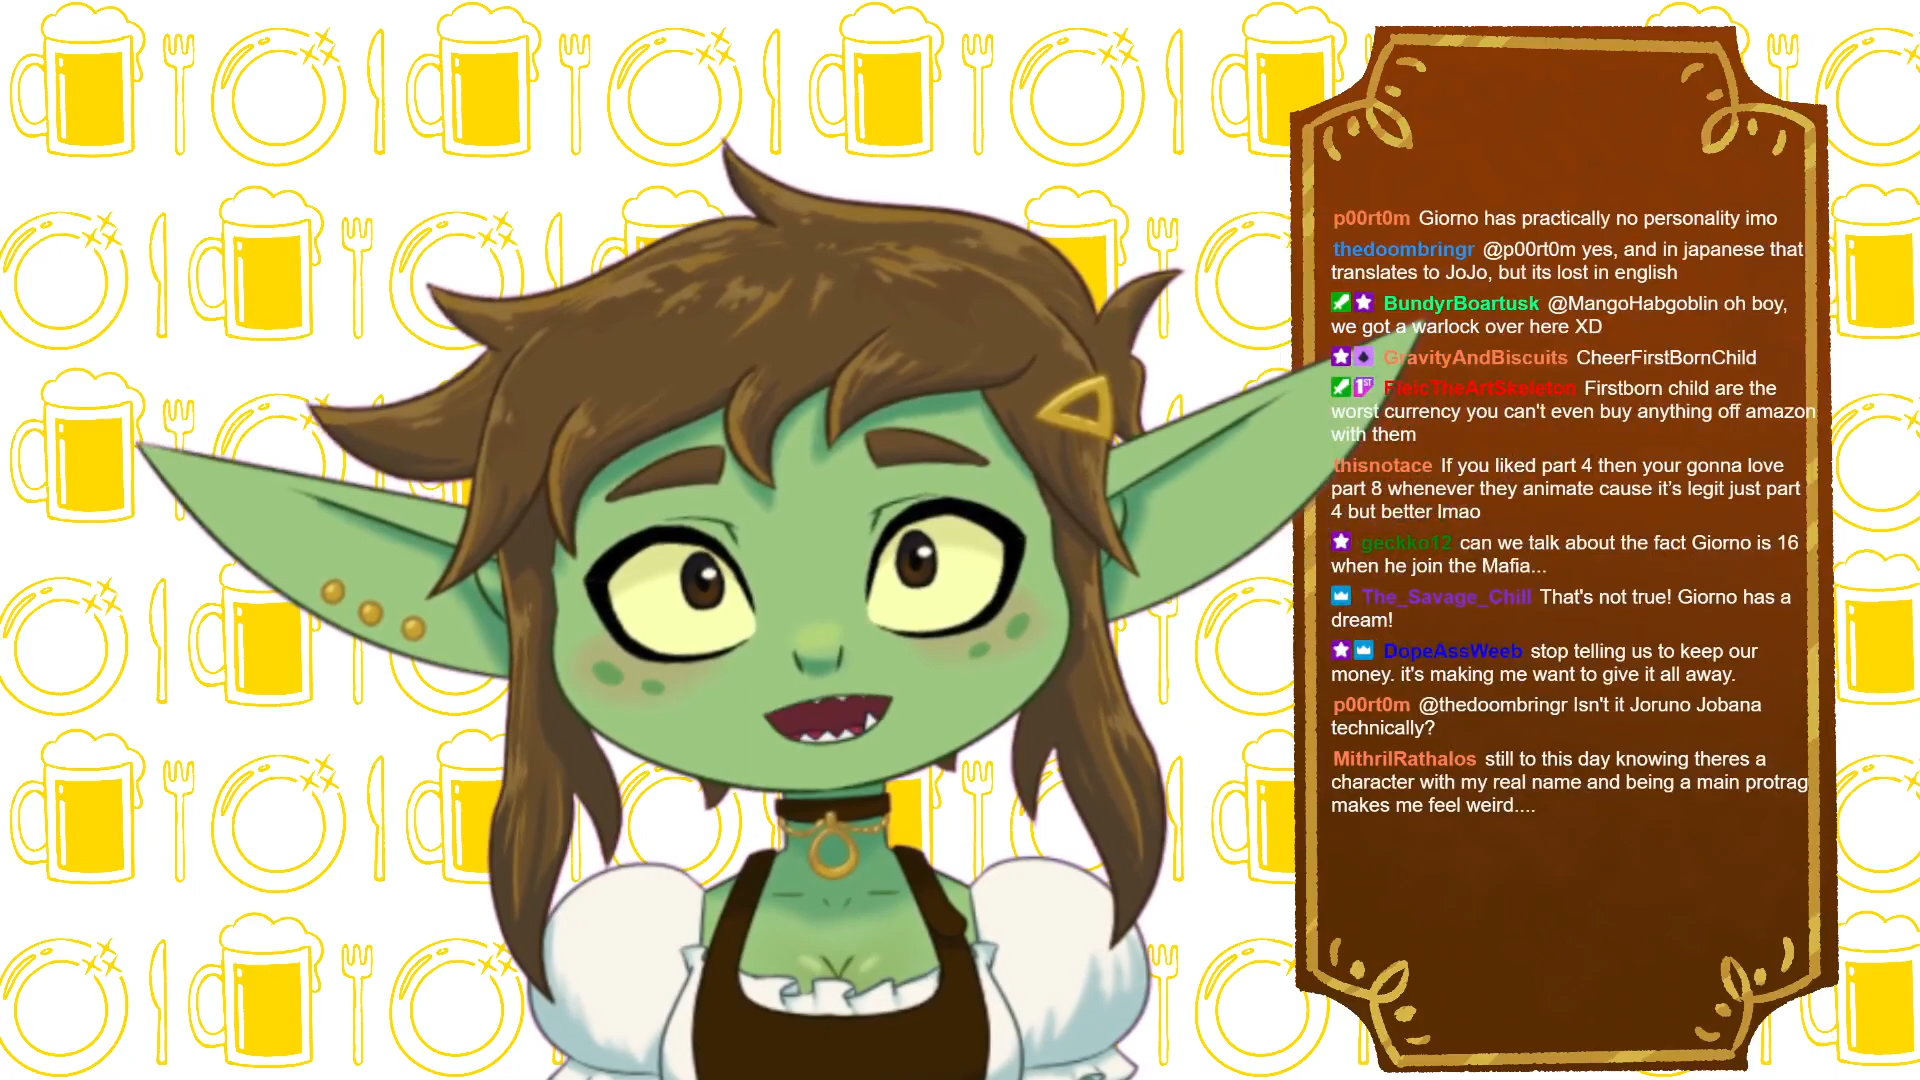 p00rt0m Giorno has practically no personality imo
thedoombringr @p00rt0m yes, and in japanese that
translates to JoJo, but its lost in english
BundyrBoartusk @MangoHabgoblin oh boy,
we got a warlock over here XD
GravityAndBiscuits CheerFirstBornChild
1ST FleicTheArtSkeleton Firstborn child are the
worst currency you can't even buy anything off amazon
with them
thisnotace If you liked part 4 then your gonna love
part 8 whenever they animate cause it’s legit just part
4 but better lmao
geckko12 can we talk about the fact Giorno is 16
when he join the Mafia...
The_Savage_Chill That's not true! Giorno has a
dream!
DopeAssWeeb stop telling us to keep our
money. it's making me want to give it all away.
p00rt0m @thedoombringr Isn't it Joruno Jobana
technically?
MithrilRathalos still to this day knowing theres a
character with my real name and being a main protrag
makes me feel weird....